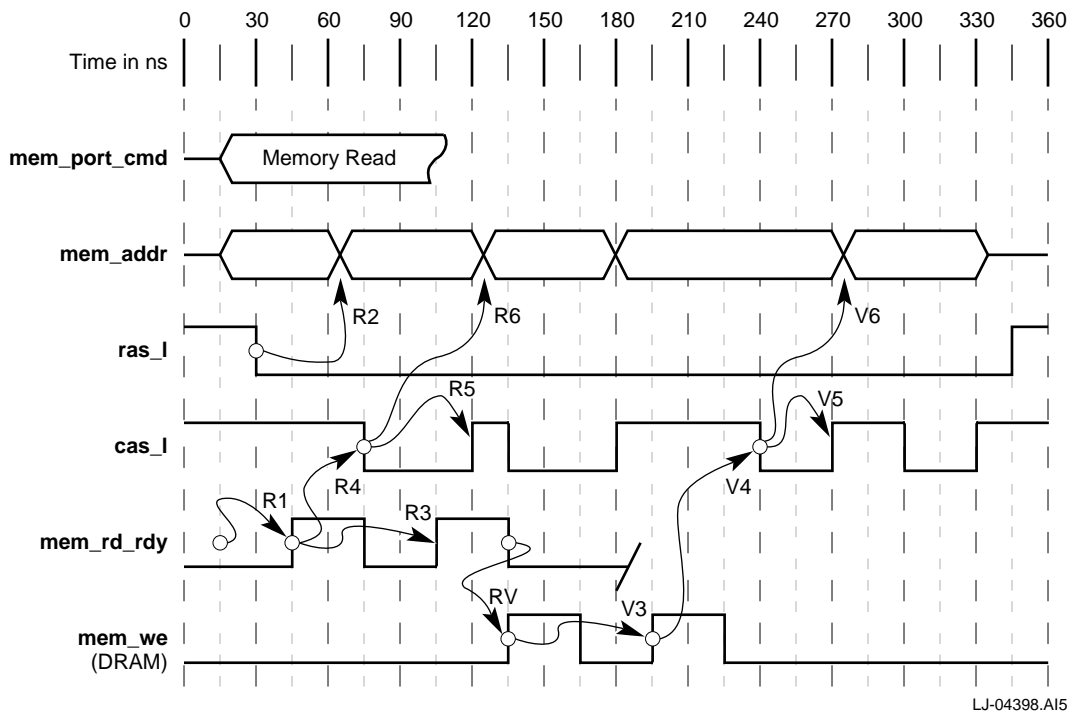 0 30 60 90 120 150 180 210 240 270 300 330 360
Time in ns
mem_port_cmd Memory Read
mem_addr
R2 R6 V6
ras_l
R5 V5
cas_l
R4 V4
R1 R3
mem_rd_rdy
RV V3
mem_we
(DRAM)
LJ-04398.AI5